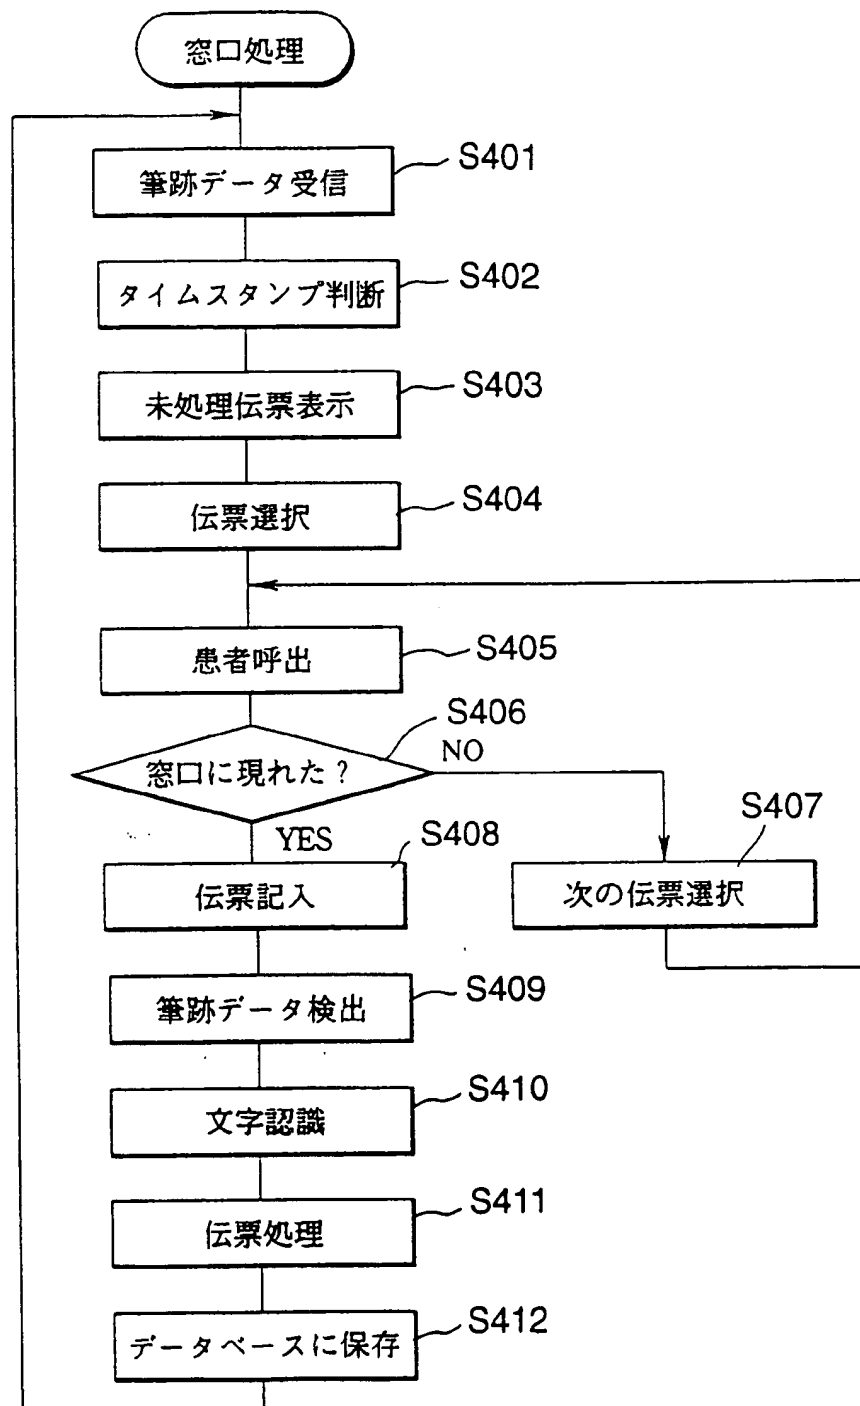 窓口処理
筆跡データ受信
S401
タイムスタンプ判断
S402
未処理伝票表示
S403
伝票選択
S404
患者呼出
S405
窓口に現れた？
S406
NO
YES
次の伝票選択
S407
伝票記入
S408
筆跡データ検出
S409
文字認識
S410
伝票処理
S411
データベースに保存
S412